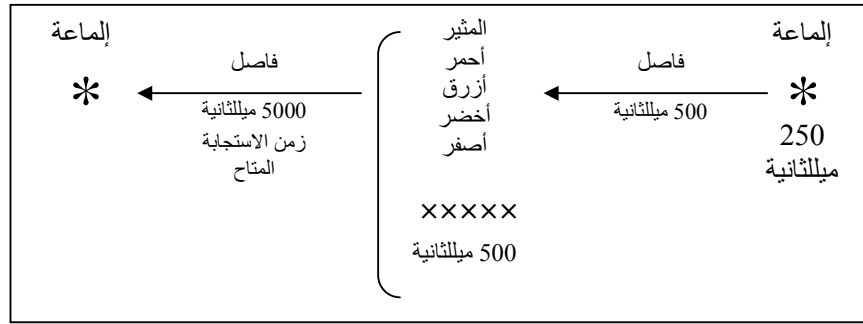 إلماعة
*
250
ميللثانية
فاصل
500 ميللثانية
المثير
أحمر
أزرق
أخضر
أصفر
×××××
500 ميللثانية
فاصل
5000 ميللثانية
زمن الاستجابة
المتاح
إلماعة
*